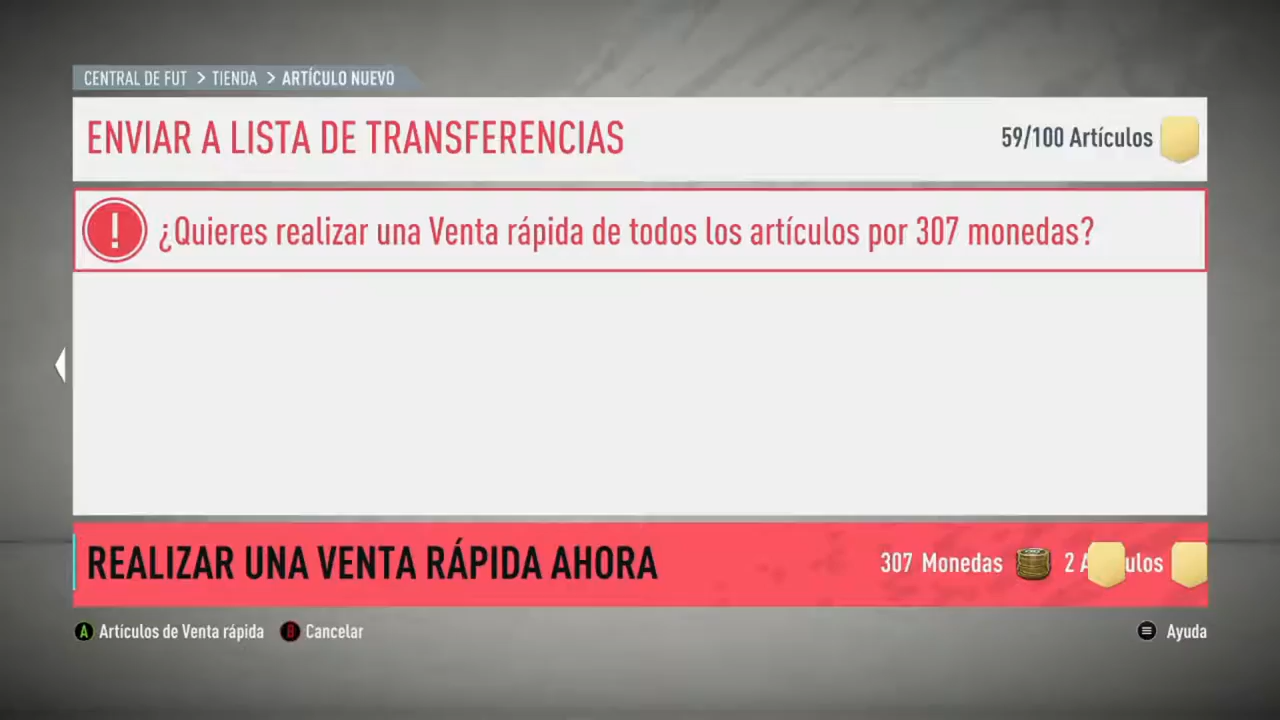 CENTRAL DE FUT > TIENDA > ARTÍCULO NUEVO
ENVIAR A LISTA DE TRANSFERENCIAS
59/100 Artículos
! ¿Quieres realizar una Venta rápida de todos los artículos por 307 monedas?
REALIZAR UNA VENTA RÁPIDA AHORA
307 Monedas 2
A Artículos de Venta rápida B Cancelar
Ayuda